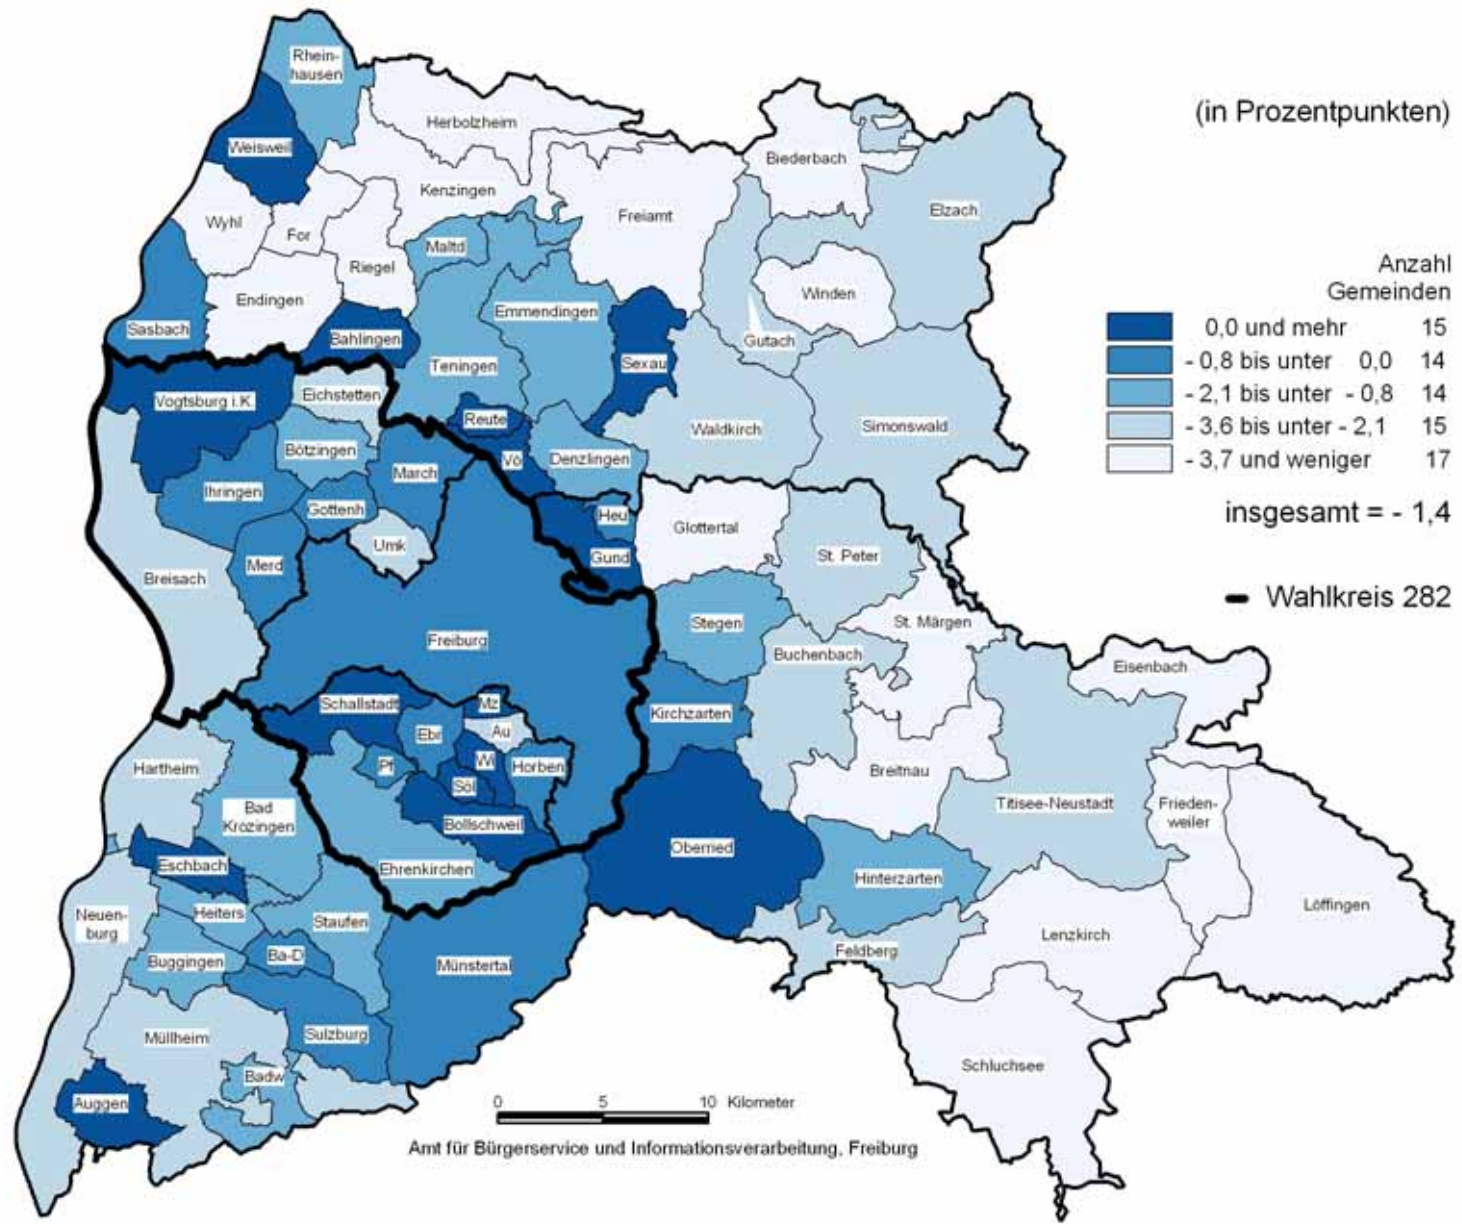 Rhein-
hausen
(in Prozentpunkten)
Herbolzheim
Weisweil
Biederbach
Kenzingen
Elzach
Freiamt
Wyhl
For
Maltd
Riegel
Anzahl
Gemeinden
Winden
Endingen
Emmendingen
Sasbach
Bahlingen
Gutach
0,0 und mehr 15
Teningen
Sexau
- 0,8 bis unter 0,0 14
Vogtsburg i.K.
Eichstetten
- 2,1 bis unter - 0,8 14
Reute
Waldkirch
Simonswald
- 3,6 bis unter - 2,1 15
Bötzingen
Vö
Denzlingen
- 3,7 und weniger 17
March
Ihringen
Gottenh
Heu
Glottertal
insgesamt = - 1,4
Umk
Gund
St. Peter
Merd
Breisach
Wahlkreis 282
Stegen
St. Märgen
Freiburg
Buchenbach
Eisenbach
Schallstadt
Mz
Kirchzarten
Ebr
Au
Hartheim
Pf
Wi
Horben
Breitnau
Söl
Titisee-Neustadt
Frieden-
weiler
Bad
Krozingen
Bollschweil
Oberried
Eschbach
Ehrenkirchen
Hinterzarten
Löffingen
Neuen-
burg
Heiters
Staufen
Lenzkirch
Ba-D
Feldberg
Buggingen
Münstertal
Müllheim
Sulzburg
Schluchsee
Badw
Auggen
0 5 10 Kilometer
Amt für Bürgerservice und Informationsverarbeitung, Freiburg